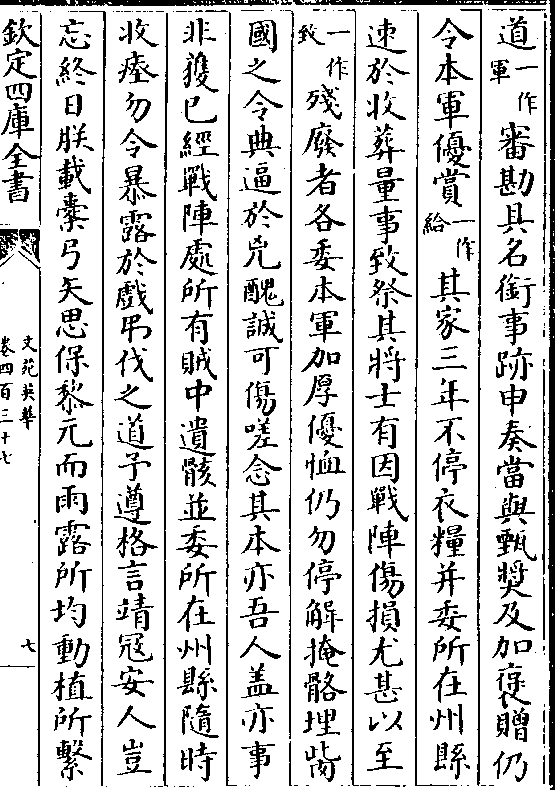 道一作軍審勘具名銜事跡申奏當與甄奬及加褒贈仍
令本軍優賞一作給其家三年不停衣糧并委所在州縣
速於收葬量事致祭其將士有因戰陣傷損尤甚以至
一作致殘廢者各委本軍加厚優恤仍勿停解掩骼埋胔
國之令典逼於兇醜誠可傷嗟念其本亦吾人盖亦事
非獲已經戰陣處所有賊中遺骸並委所在州縣隨時
收瘞勿令暴露於戲弔伐之道予遵格言靖冦安人豈
忘終日朕載櫜弓矢思保黎元而雨露所均動植所繫
欽定四庫全書
文苑英華
卷四百三十七
七